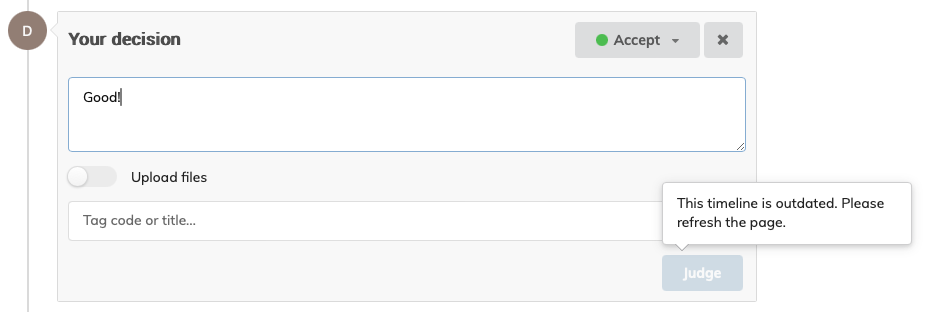 D
Your decision
Accept
Good!
Upload files
Tag code or title...
This timeline is outdated. Please
refresh the page.
Judge